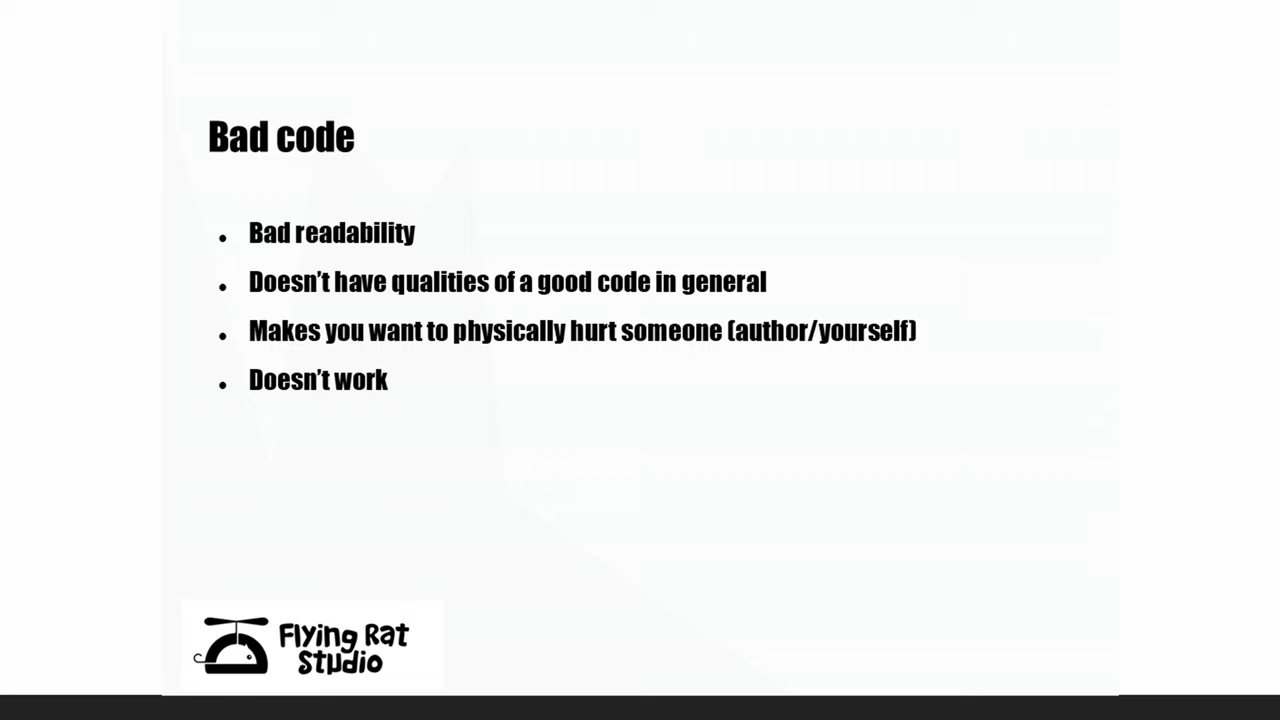 Bad code
Bad readability
Doesn’t have qualities of a good code in general
Makes you want to physically hurt someone (author/yourself)
Doesn’t work
Flying Rat
Studio